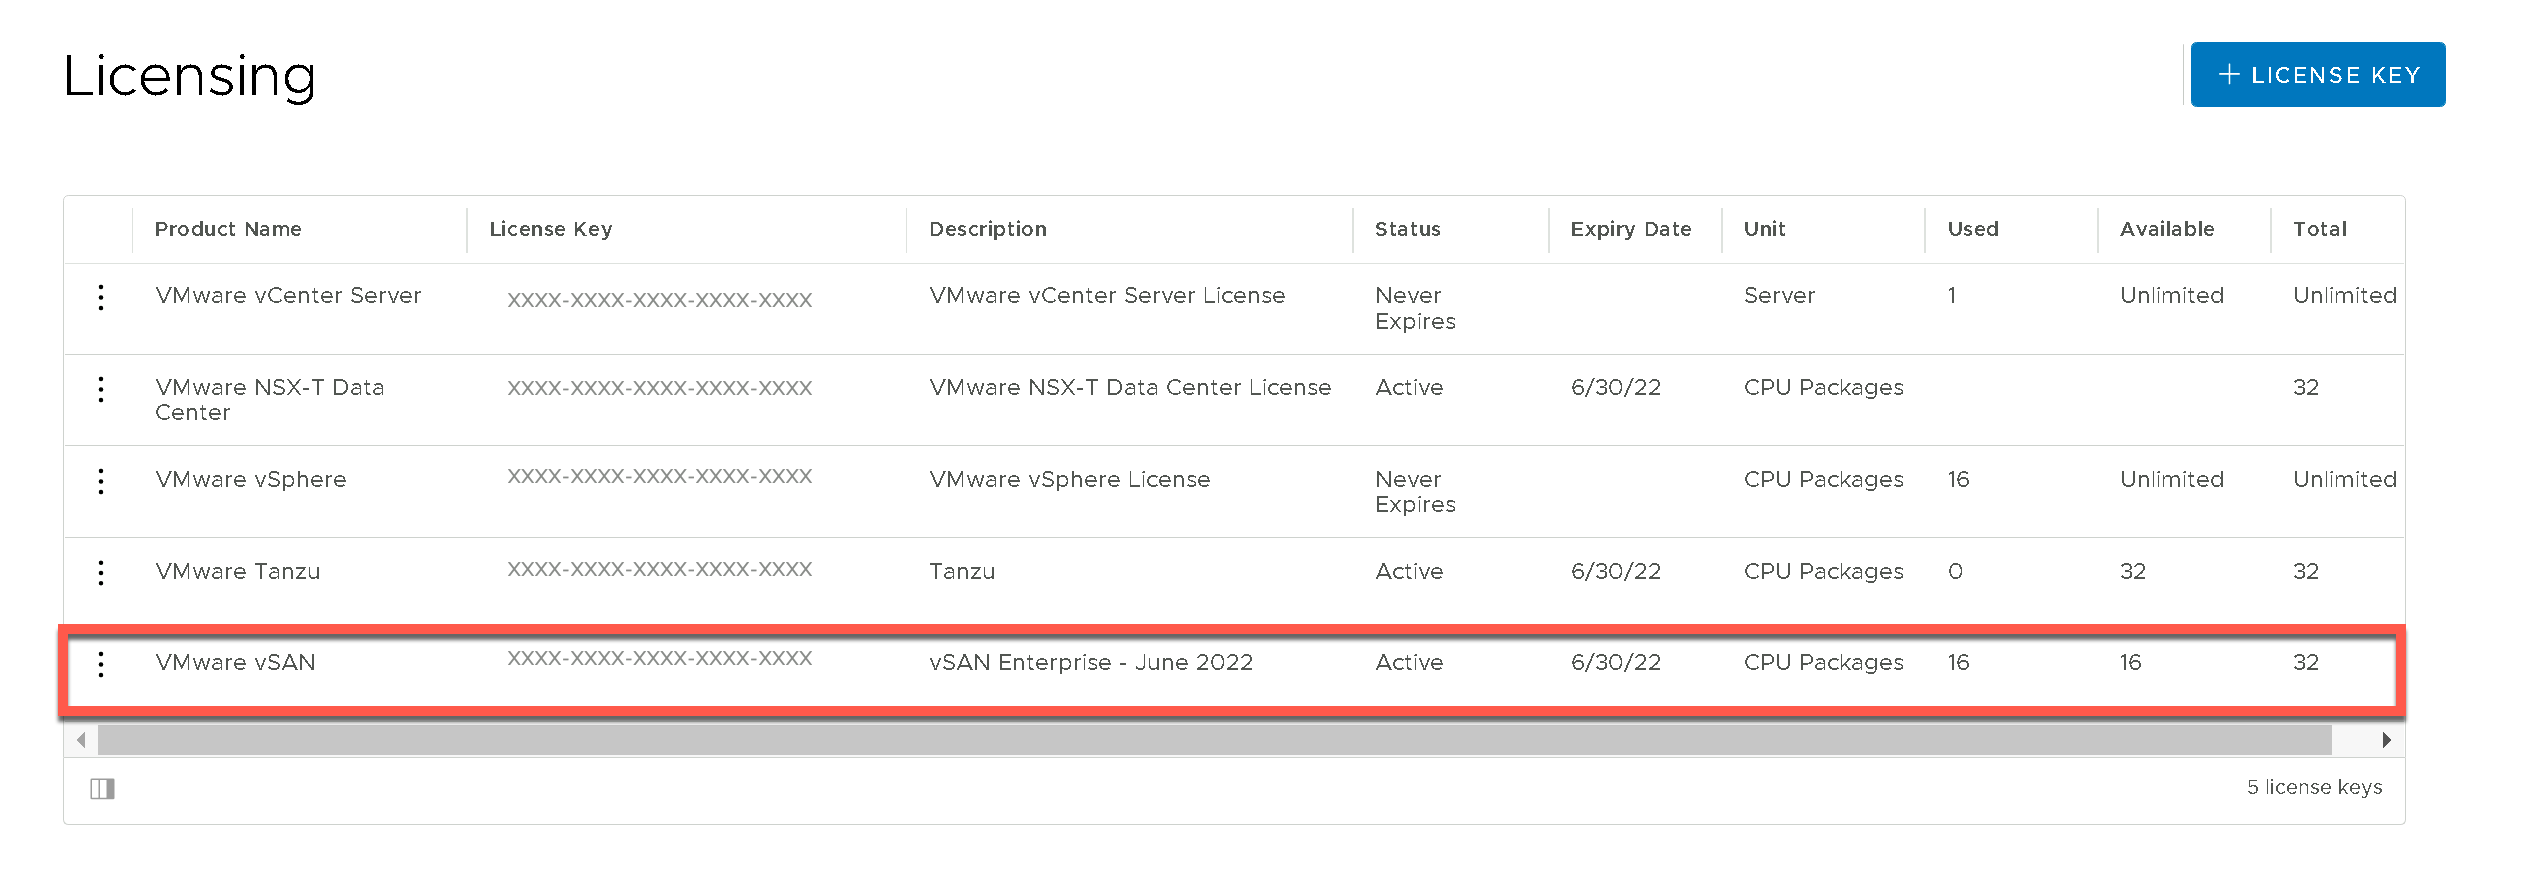 Licensing
+ LICENSE KEY
Product Name License Key Description Status Expiry Date Unit Used Available Total
VMware vCenter Server XXXX-XXXX-XXXX-XXXX-XXXX VMware vCenter Server License Never Expires Server 1 Unlimited Unlimited
VMware NSX-T Data Center XXXX-XXXX-XXXX-XXXX-XXXX VMware NSX-T Data Center License Active 6/30/22 CPU Packages 32
VMware vSphere XXXX-XXXX-XXXX-XXXX-XXXX VMware vSphere License Never Expires CPU Packages 16 Unlimited Unlimited
VMware Tanzu XXXX-XXXX-XXXX-XXXX-XXXX Tanzu Active 6/30/22 CPU Packages 0 32 32
VMware vSAN XXXX-XXXX-XXXX-XXXX-XXXX vSAN Enterprise - June 2022 Active 6/30/22 CPU Packages 16 16 32
5 license keys